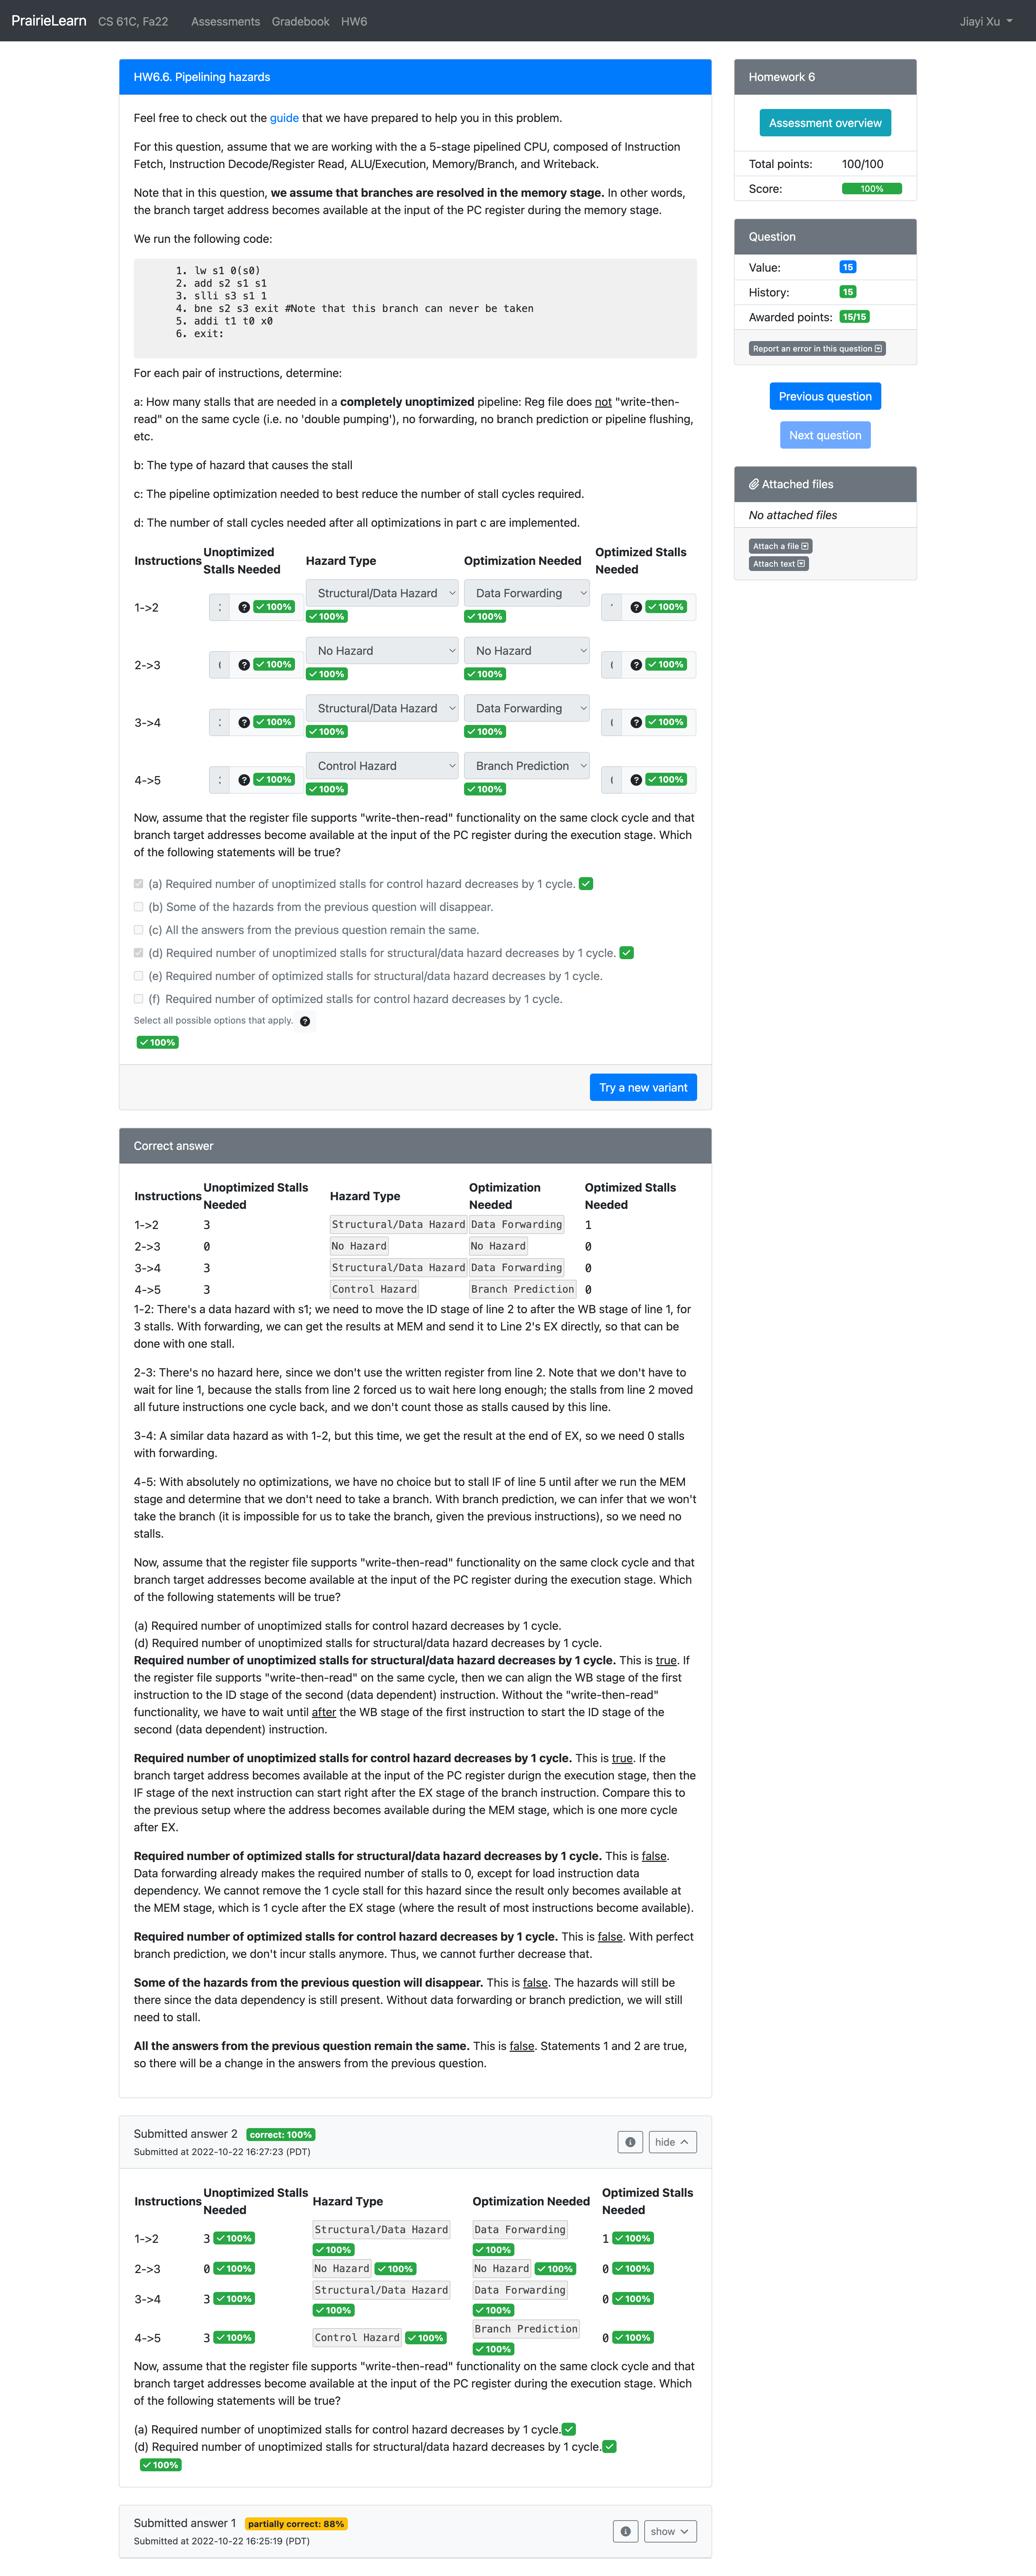 PrairieLearn CS 61C, Fa22 Assessments Gradebook HW6 Jiayi Xu
HW6.6. Pipelining hazards
Feel free to check out the guide that we have prepared to help you in this problem.
For this question, assume that we are working with the a 5-stage pipelined CPU, composed of Instruction
Fetch, Instruction Decode/Register Read, ALU/Execution, Memory/Branch, and Writeback.
Note that in this question, we assume that branches are resolved in the memory stage. In other words,
the branch target address becomes available at the input of the PC register during the memory stage.
We run the following code:
1. lw s1 0(s0)
2. add s2 s1 s1
3. slli s3 s1 1
4. bne s2 s3 exit #Note that this branch can never be taken
5. addi t1 t0 x0
6. exit:
For each pair of instructions, determine:
a: How many stalls that are needed in a completely unoptimized pipeline: Reg file does not "write-then-
read" on the same cycle (i.e. no 'double pumping'), no forwarding, no branch prediction or pipeline flushing,
etc.
b: The type of hazard that causes the stall
c: The pipeline optimization needed to best reduce the number of stall cycles required.
d: The number of stall cycles needed after all optimizations in part c are implemented.
Instructions Unoptimized Stalls Needed Hazard Type Optimization Needed Optimized Stalls Needed
1->2 100% Structural/Data Hazard 100% Data Forwarding 100% 100%
2->3 100% No Hazard 100% No Hazard 100% 100%
3->4 100% Structural/Data Hazard 100% Data Forwarding 100% 100%
4->5 100% Control Hazard 100% Branch Prediction 100% 100%
Now, assume that the register file supports "write-then-read" functionality on the same clock cycle and that
branch target addresses become available at the input of the PC register during the execution stage. Which
of the following statements will be true?
(a) Required number of unoptimized stalls for control hazard decreases by 1 cycle.
(b) Some of the hazards from the previous question will disappear.
(c) All the answers from the previous question remain the same.
(d) Required number of unoptimized stalls for structural/data hazard decreases by 1 cycle.
(e) Required number of optimized stalls for structural/data hazard decreases by 1 cycle.
(f) Required number of optimized stalls for control hazard decreases by 1 cycle.
Select all possible options that apply.
100%
Try a new variant
Homework 6
Assessment overview
Total points: 100/100
Score: 100%
Question
Value: 15
History: 15
Awarded points: 15/15
Report an error in this question
Previous question
Next question
Attached files
No attached files
Attach a file
Attach text
Correct answer
Instructions Unoptimized Stalls Needed Hazard Type Optimization Needed Optimized Stalls Needed
1->2 3 Structural/Data Hazard Data Forwarding 1
2->3 0 No Hazard No Hazard 0
3->4 3 Structural/Data Hazard Data Forwarding 0
4->5 3 Control Hazard Branch Prediction 0
1-2: There's a data hazard with s1; we need to move the ID stage of line 2 to after the WB stage of line 1, for
3 stalls. With forwarding, we can get the results at MEM and send it to Line 2's EX directly, so that can be
done with one stall.
2-3: There's no hazard here, since we don't use the written register from line 2. Note that we don't have to
wait for line 1, because the stalls from line 2 forced us to wait here long enough; the stalls from line 2 moved
all future instructions one cycle back, and we don't count those as stalls caused by this line.
3-4: A similar data hazard as with 1-2, but this time, we get the result at the end of EX, so we need 0 stalls
with forwarding.
4-5: With absolutely no optimizations, we have no choice but to stall IF of line 5 until after we run the MEM
stage and determine that we don't need to take a branch. With branch prediction, we can infer that we won't
take the branch (it is impossible for us to take the branch, given the previous instructions), so we need no
stalls.
Now, assume that the register file supports "write-then-read" functionality on the same clock cycle and that
branch target addresses become available at the input of the PC register during the execution stage. Which
of the following statements will be true?
(a) Required number of unoptimized stalls for control hazard decreases by 1 cycle.
(d) Required number of unoptimized stalls for structural/data hazard decreases by 1 cycle.
Required number of unoptimized stalls for structural/data hazard decreases by 1 cycle. This is true. If
the register file supports "write-then-read" on the same cycle, then we can align the WB stage of the first
instruction to the ID stage of the second (data dependent) instruction. Without the "write-then-read"
functionality, we have to wait until after the WB stage of the first instruction to start the ID stage of the
second (data dependent) instruction.
Required number of unoptimized stalls for control hazard decreases by 1 cycle. This is true. If the
branch target address becomes available at the input of the PC register durign the execution stage, then the
IF stage of the next instruction can start right after the EX stage of the branch instruction. Compare this to
the previous setup where the address becomes available during the MEM stage, which is one more cycle
after EX.
Required number of optimized stalls for structural/data hazard decreases by 1 cycle. This is false.
Data forwarding already makes the required number of stalls to 0, except for load instruction data
dependency. We cannot remove the 1 cycle stall for this hazard since the result only becomes available at
the MEM stage, which is 1 cycle after the EX stage (where the result of most instructions become available).
Required number of optimized stalls for control hazard decreases by 1 cycle. This is false. With perfect
branch prediction, we don't incur stalls anymore. Thus, we cannot further decrease that.
Some of the hazards from the previous question will disappear. This is false. The hazards will still be
there since the data dependency is still present. Without data forwarding or branch prediction, we will still
need to stall.
All the answers from the previous question remain the same. This is false. Statements 1 and 2 are true,
so there will be a change in the answers from the previous question.
Submitted answer 2 correct: 100%
Submitted at 2022-10-22 16:27:23 (PDT)
hide
Instructions Unoptimized Stalls Needed Hazard Type Optimization Needed Optimized Stalls Needed
1->2 3 100% Structural/Data Hazard 100% Data Forwarding 100% 1 100%
2->3 0 100% No Hazard 100% No Hazard 100% 0 100%
3->4 3 100% Structural/Data Hazard 100% Data Forwarding 100% 0 100%
4->5 3 100% Control Hazard 100% Branch Prediction 100% 0 100%
Now, assume that the register file supports "write-then-read" functionality on the same clock cycle and that
branch target addresses become available at the input of the PC register during the execution stage. Which
of the following statements will be true?
(a) Required number of unoptimized stalls for control hazard decreases by 1 cycle.
(d) Required number of unoptimized stalls for structural/data hazard decreases by 1 cycle.
100%
Submitted answer 1 partially correct: 88%
Submitted at 2022-10-22 16:25:19 (PDT)
show